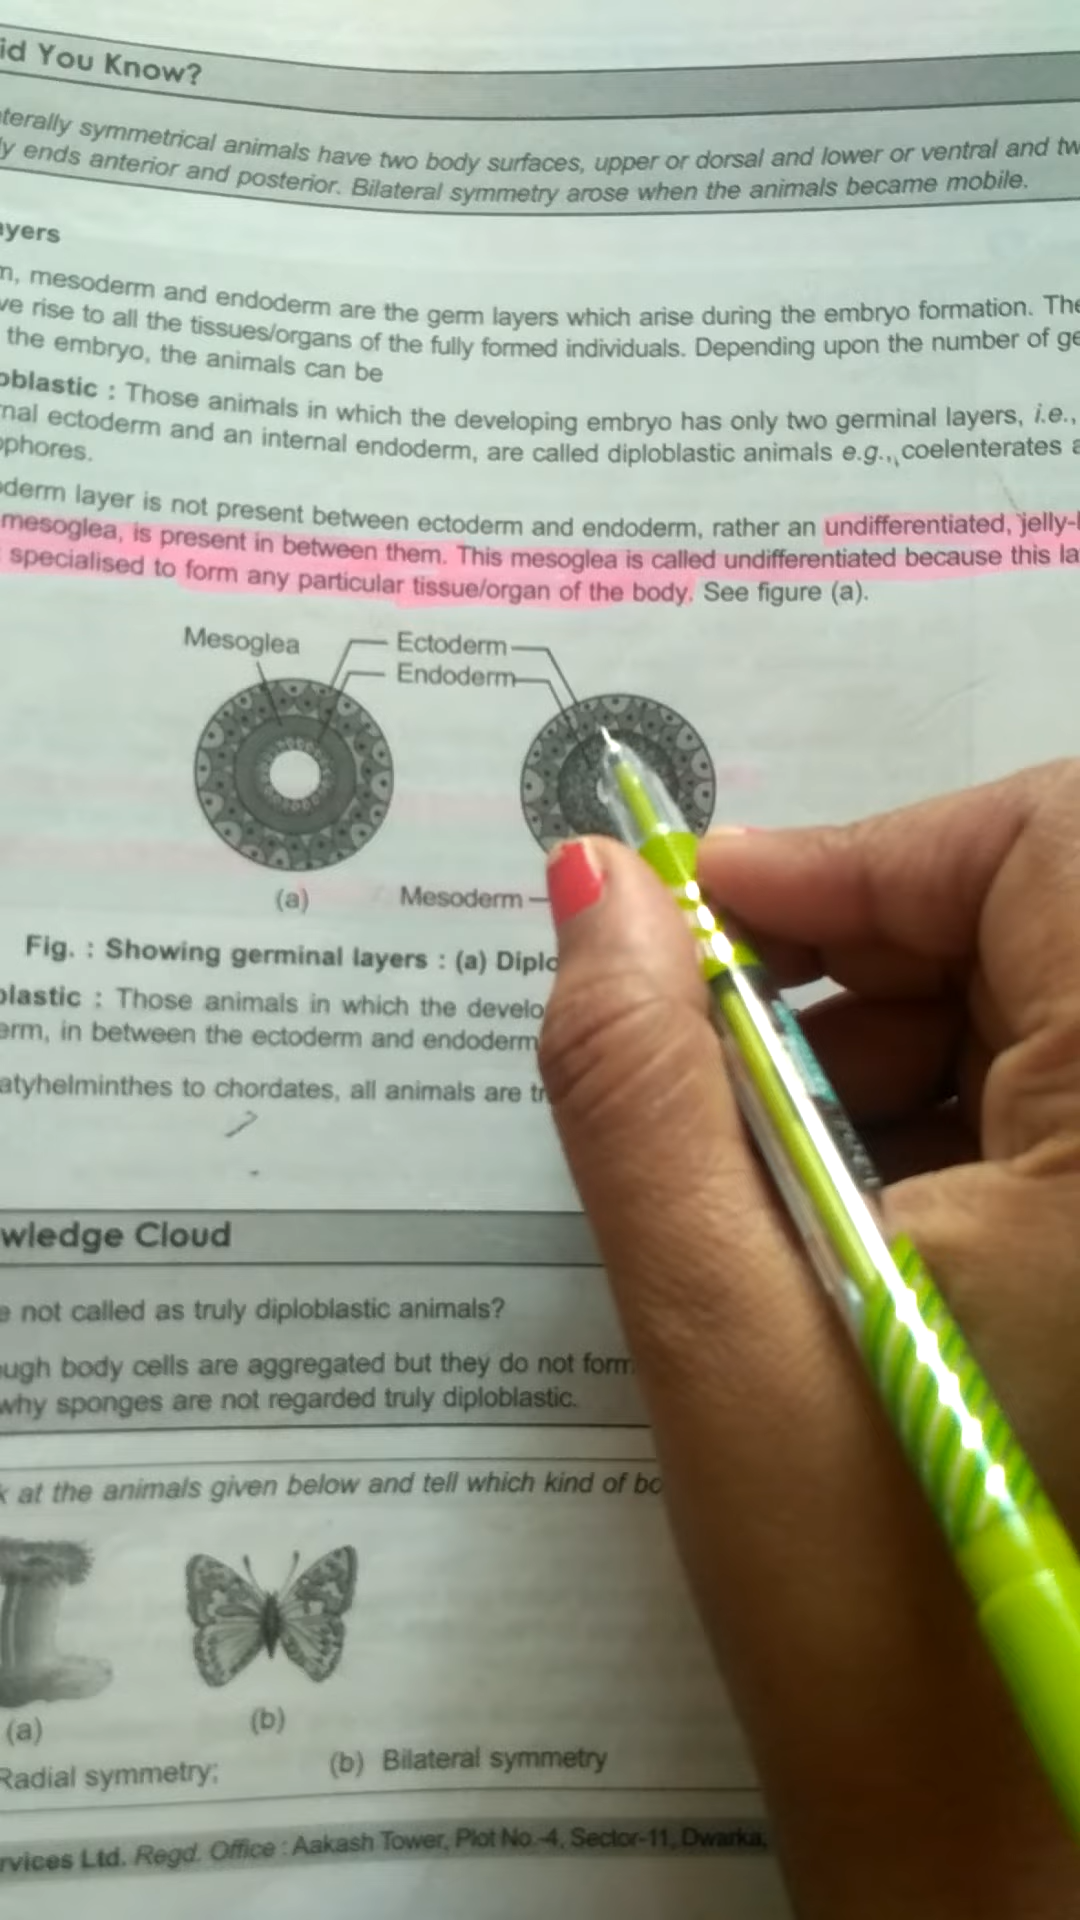 id You Know?
terally symmetrical animals have two body surfaces, upper or dorsal and lower or ventral and tw
y ends anterior and posterior. Bilateral symmetry arose when the animals became mobile.
ayers
m, mesoderm and endoderm are the germ layers which arise during the embryo formation. The
ve rise to all the tissues/organs of the fully formed individuals. Depending upon the number of ge
the embryo, the animals can be
oblastic : Those animals in which the developing embryo has only two germinal layers, i.e.,
rnal ectoderm and an internal endoderm, are called diploblastic animals e.g., coelenterates a
ophores.
oderm layer is not present between ectoderm and endoderm, rather an undifferentiated, jelly-l
mesoglea, is present in between them. This mesoglea is called undifferentiated because this la
specialised to form any particular tissue/organ of the body. See figure (a).
Mesoglea
Ectoderm
Endoderm
(a)
Mesoderm
Fig. : Showing germinal layers : (a) Diplo
blastic : Those animals in which the develo
erm, in between the ectoderm and endoderm
atyhelminthes to chordates, all animals are tr
wledge Cloud
e not called as truly diploblastic animals?
ough body cells are aggregated but they do not form
why sponges are not regarded truly diploblastic.
k at the animals given below and tell which kind of bo
(a)
(b)
Radial symmetry;
(b) Bilateral symmetry
rvices Ltd. Regd. Office : Aakash Tower, Plot No.-4, Sector-11, Dwarka,